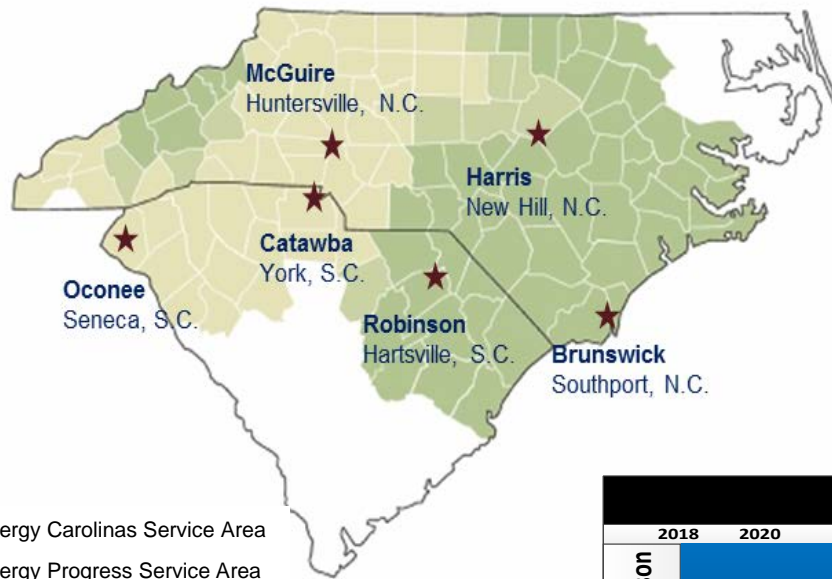 McGuire
Huntersville, N.C.
Harris
New Hill, N.C.
Catawba
York, S.C.
Oconee
Seneca, S.C.
Robinson
Hartsville, S.C.
Brunswick
Southport, N.C.
ergy Carolinas Service Area
ergy Progress Service Area
2018 2020
on